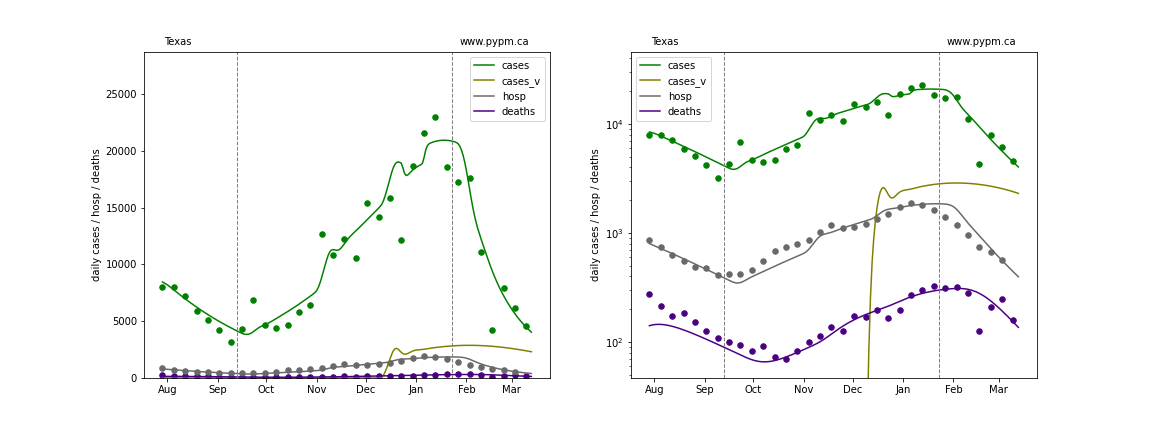 Texas www.pypm.ca
cases
cases_v
hosp
deaths
daily cases / hosp / deaths
25000
20000
15000
10000
5000
0
Aug Sep Oct Nov Dec Jan Feb Mar
Texas www.pypm.ca
cases
cases_v
hosp
deaths
daily cases / hosp / deaths
10⁴
10³
10²
Aug Sep Oct Nov Dec Jan Feb Mar